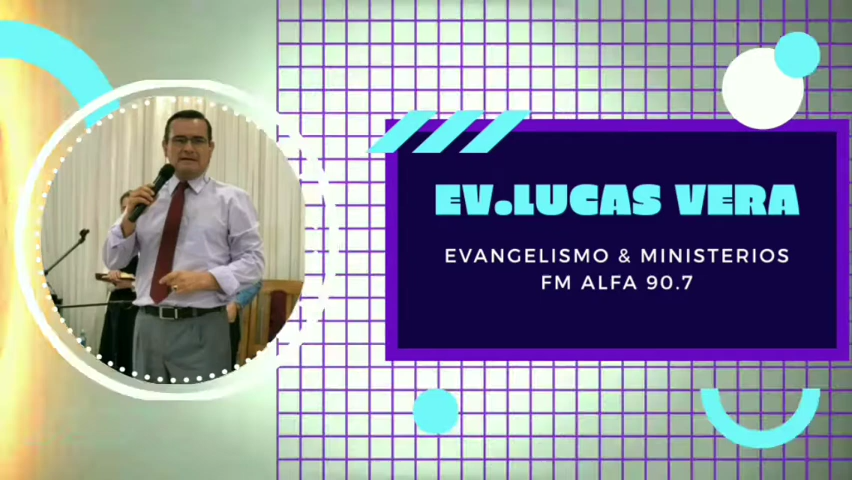 EV.LUCAS VERA
EVANGELISMO & MINISTERIOS
FM ALFA 90.7